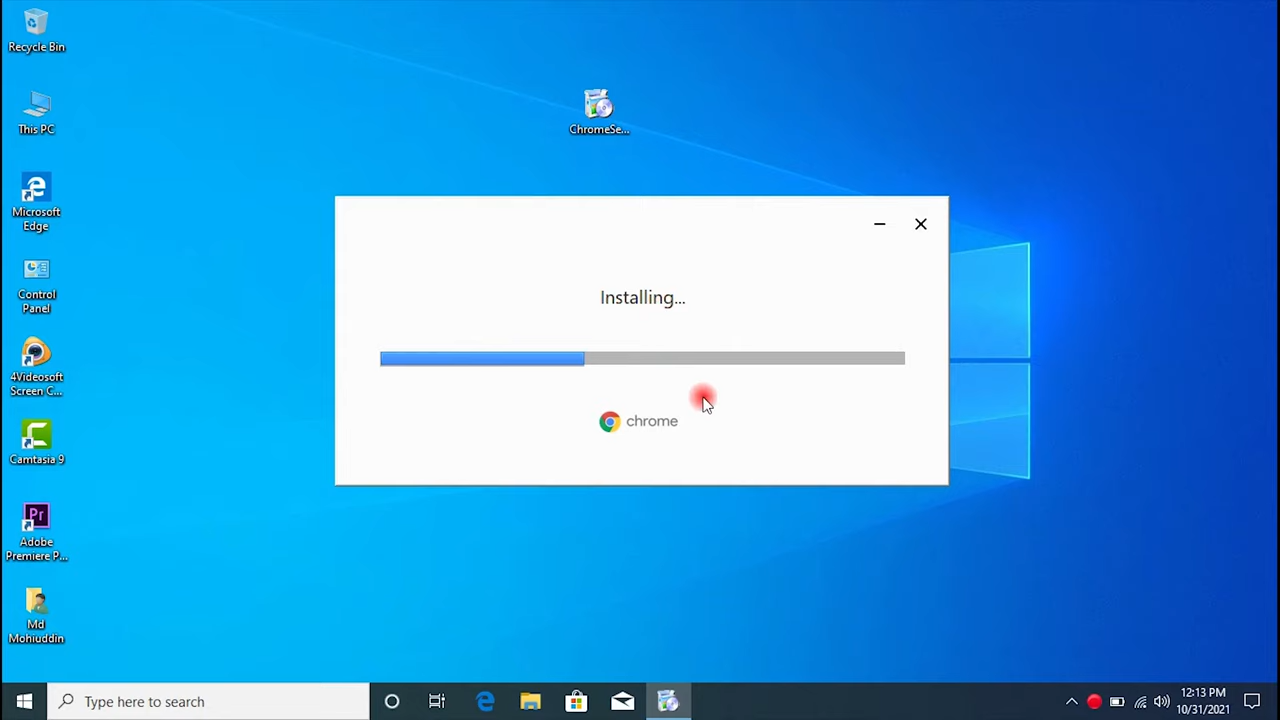 Recycle Bin
This PC
Microsoft
Edge
Control
Panel
4Videosoft
Screen C...
Camtasia 9
Pr
Adobe
Premiere P...
Md
Mohiuddin
ChromeSe...
Installing...
chrome
Type here to search
12:13 PM
10/31/2021